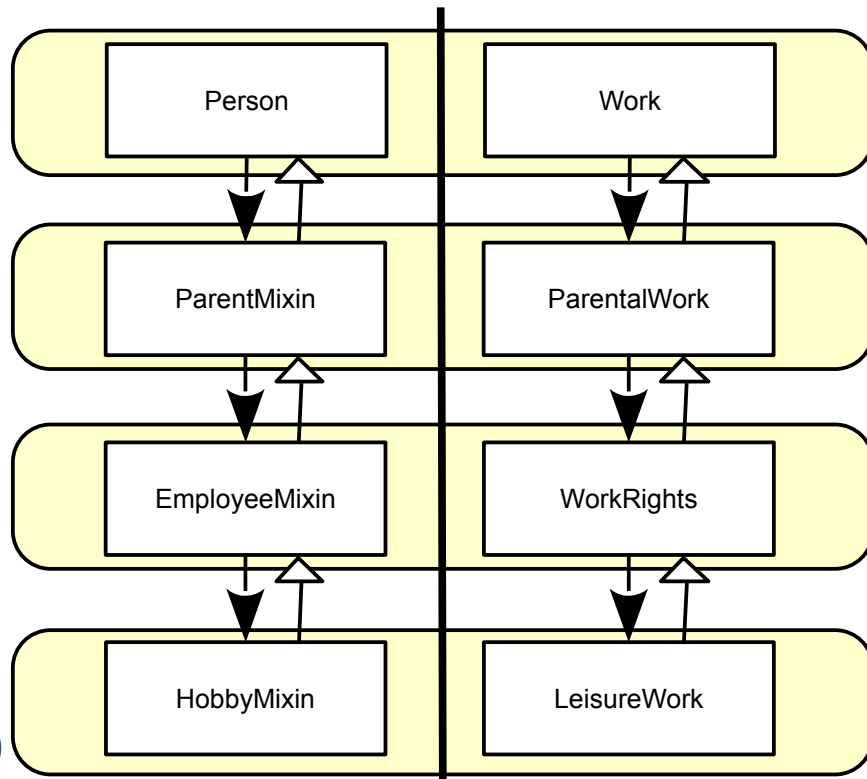 Person
Work
ParentMixin
ParentalWork
EmployeeMixin
WorkRights
HobbyMixin
LeisureWork